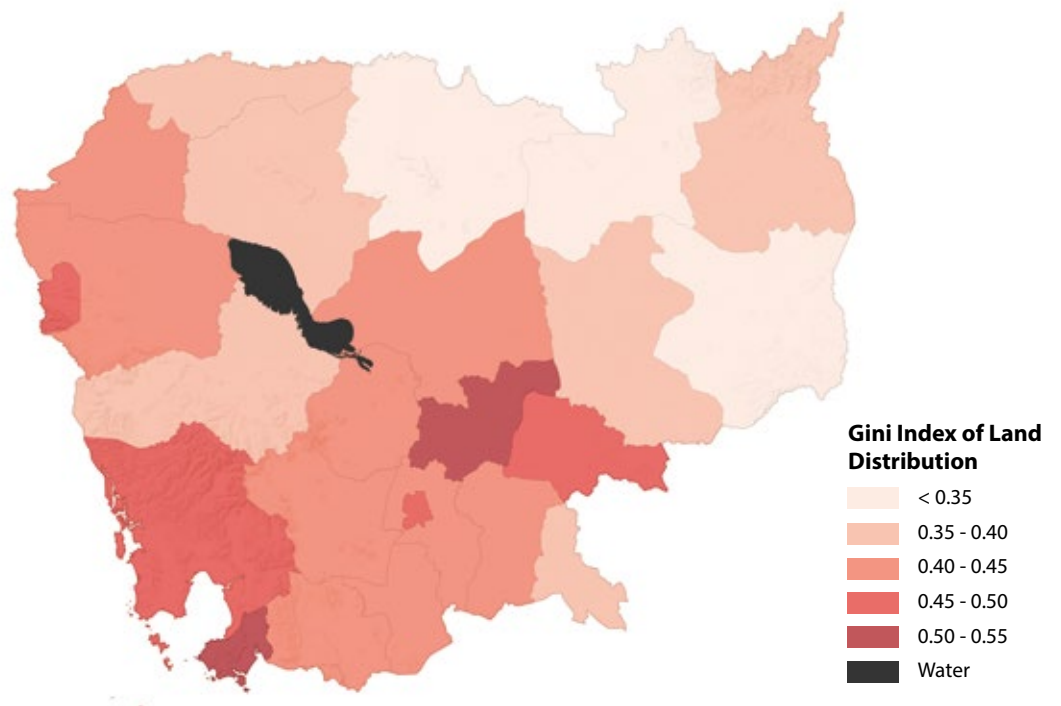 Gini Index of Land
Distribution
< 0.35
0.35 - 0.40
0.40 - 0.45
0.45 - 0.50
0.50 - 0.55
Water